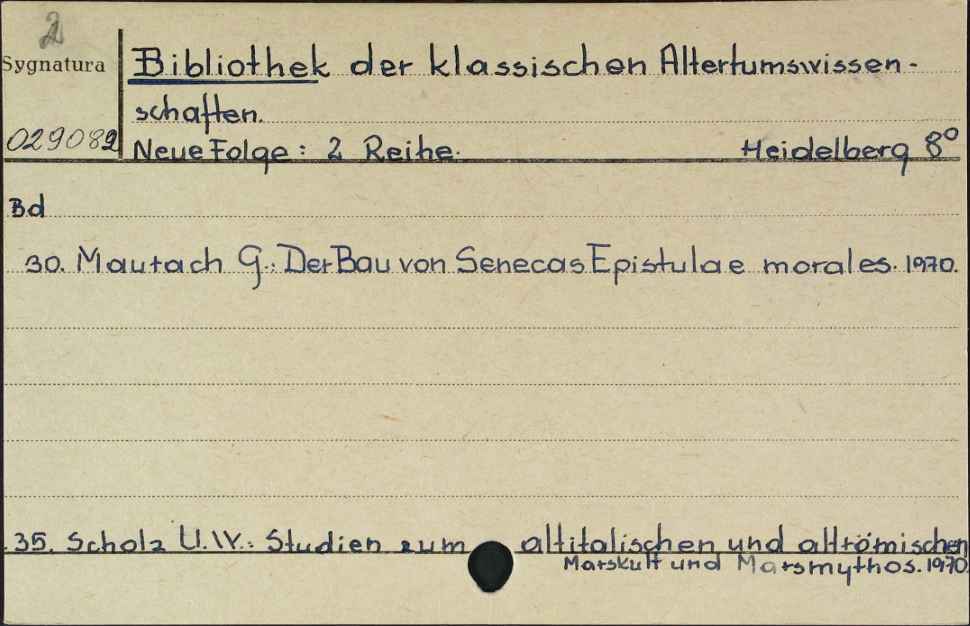 2
Sygnatura
029082
Bibliothek der klassischen Altertumswissen-
schaften.
Neue Folge: 2 Reihe. Heidelberg 8°
Bd
30. Mautach G.: Der Bau von Senecas Epistulae morales. 1970.
35. Scholz U.W.: Studien zum altitalischen und altrömischen
Marskult und Marsmythos. 1970.